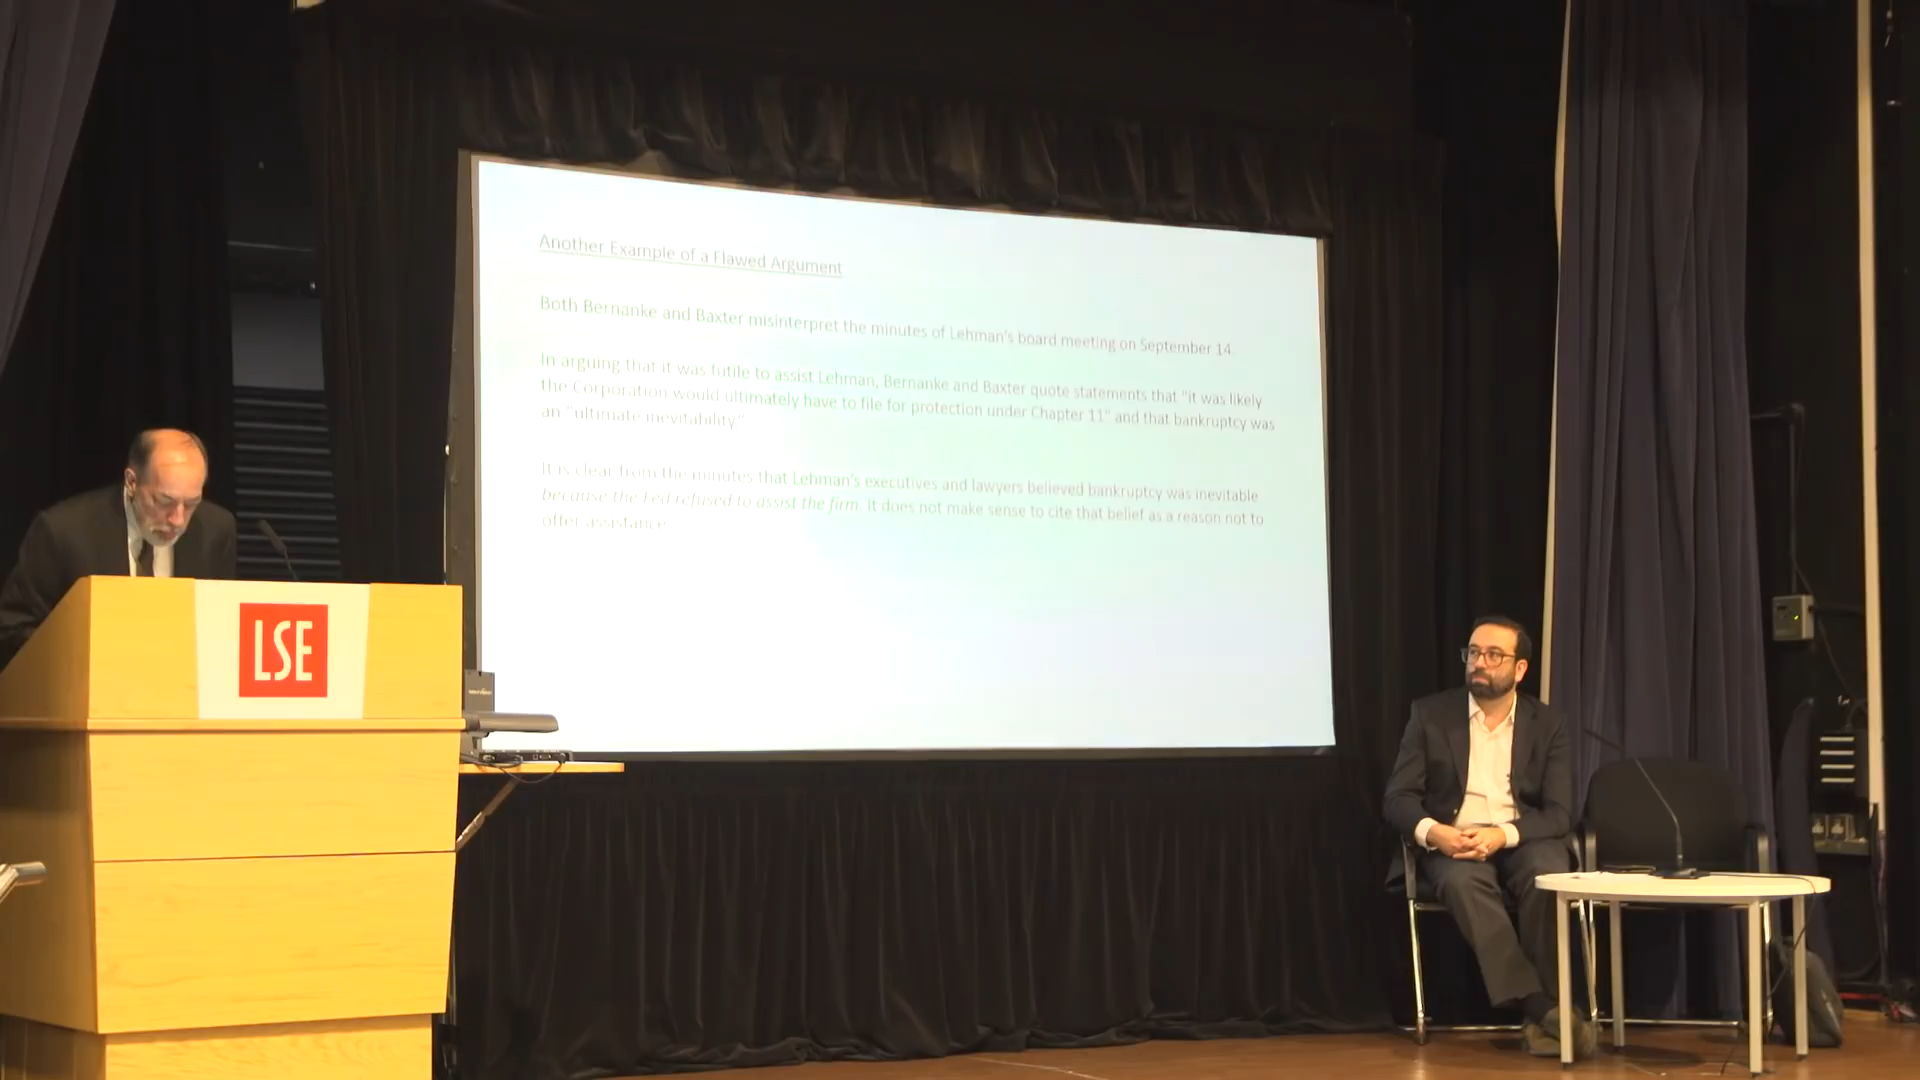 Another Example of a Flawed Argument
Both Bernanke and Baxter misinterpret the minutes of Lehman's board meeting on September 14.
In arguing that it was futile to assist Lehman, Bernanke and Baxter quote statements that "it was likely
the Corporation would ultimately have to file for protection under Chapter 11" and that bankruptcy was
an "ultimate inevitability."
It is clear from the minutes that Lehman's executives and lawyers believed bankruptcy was inevitable
because the Fed refused to assist the firm. It does not make sense to cite that belief as a reason not to
offer assistance.
LSE